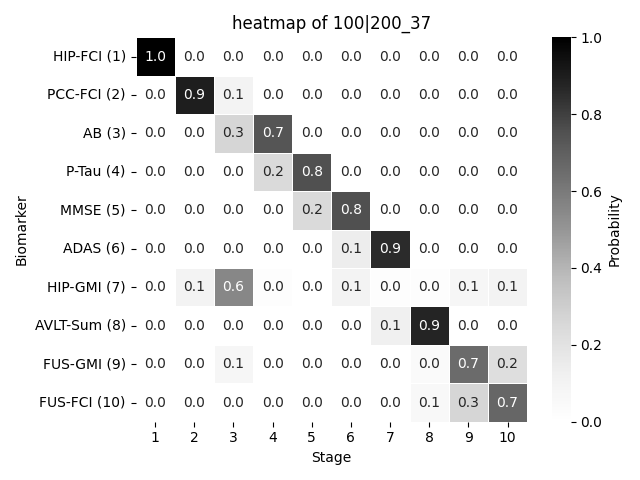 heatmap of 100|200_37
HIP-FCI (1) 1.0 0.0 0.0 0.0 0.0 0.0 0.0 0.0 0.0 0.0
PCC-FCI (2) 0.0 0.9 0.1 0.0 0.0 0.0 0.0 0.0 0.0 0.0
AB (3) 0.0 0.0 0.3 0.7 0.0 0.0 0.0 0.0 0.0 0.0
P-Tau (4) 0.0 0.0 0.0 0.2 0.8 0.0 0.0 0.0 0.0 0.0
MMSE (5) 0.0 0.0 0.0 0.0 0.2 0.8 0.0 0.0 0.0 0.0
ADAS (6) 0.0 0.0 0.0 0.0 0.0 0.1 0.9 0.0 0.0 0.0
HIP-GMI (7) 0.0 0.1 0.6 0.0 0.0 0.1 0.0 0.0 0.1 0.1
AVLT-Sum (8) 0.0 0.0 0.0 0.0 0.0 0.0 0.1 0.9 0.0 0.0
FUS-GMI (9) 0.0 0.0 0.1 0.0 0.0 0.0 0.0 0.0 0.7 0.2
FUS-FCI (10) 0.0 0.0 0.0 0.0 0.0 0.0 0.0 0.1 0.3 0.7
1 2 3 4 5 6 7 8 9 10
Stage
Biomarker
1.0
0.8
0.6
0.4
0.2
0.0
Probability